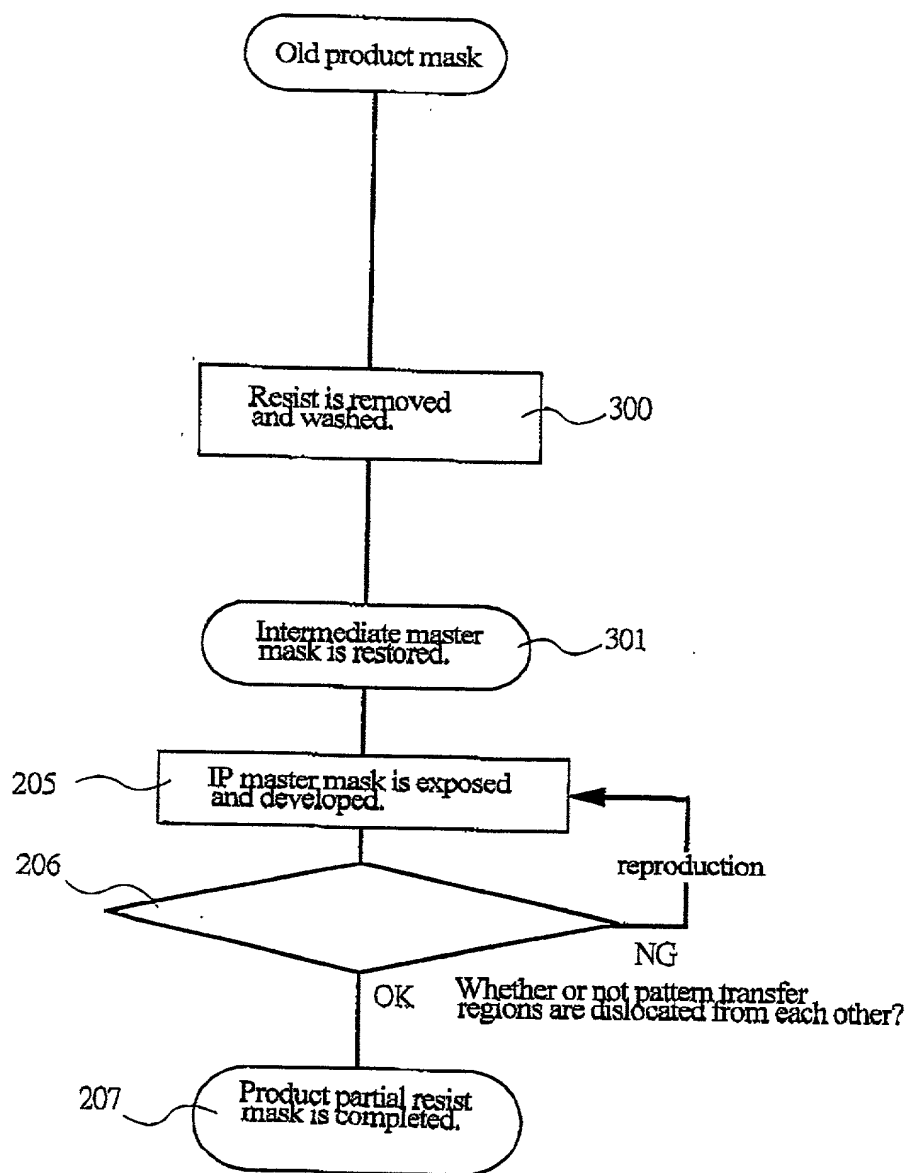 Old product mask
Resist is removed
and washed.
300
Intermediate master
mask is restored.
301
205
IP master mask is exposed
and developed.
206
reproduction
NG
OK
Whether or not pattern transfer
regions are dislocated from each other?
207
Product partial resist
mask is completed.